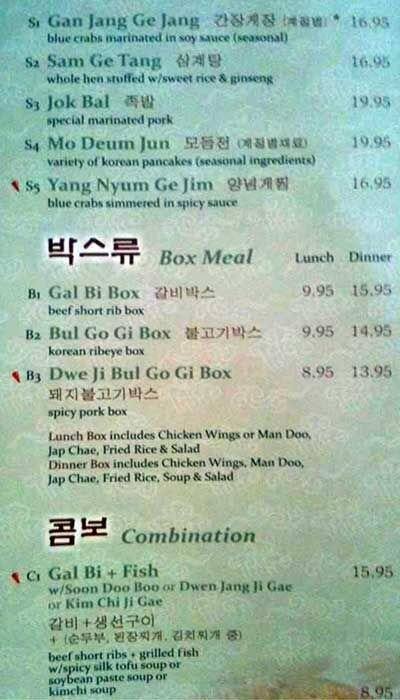 S1 Gan Jang Ge Jang 간장게장 (계절별) * 16.95
blue crabs marinated in soy sauce (seasonal)
S2 Sam Ge Tang 삼계탕 16.95
whole hen stuffed w/sweet rice & ginseng
S3 Jok Bal 족발 19.95
special marinated pork
S4 Mo Deum Jun 모듬전 (계절별재료) 19.95
variety of korean pancakes (seasonal ingredients)
S5 Yang Nyum Ge Jim 양념게찜 16.95
blue crabs simmered in spicy sauce
박스류 Box Meal Lunch Dinner
B1 Gal Bi Box 갈비박스 9.95 15.95
beef short rib box
B2 Bul Go Gi Box 불고기박스 9.95 14.95
korean ribeye box
B3 Dwe Ji Bul Go Gi Box 8.95 13.95
돼지불고기박스
spicy pork box
Lunch Box includes Chicken Wings or Man Doo,
Jap Chae, Fried Rice & Salad
Dinner Box includes Chicken Wings, Man Doo,
Jap Chae, Fried Rice, Soup & Salad
콤보 Combination
C1 Gal Bi + Fish 15.95
w/Soon Doo Boo or Dwen Jang Ji Gae
or Kim Chi Ji Gae
갈비+생선구이
+ (순두부, 된장찌개, 김치찌개 중)
beef short ribs + grilled fish
w/spicy silk tofu soup or
soybean paste soup or
kimchi soup 8.95